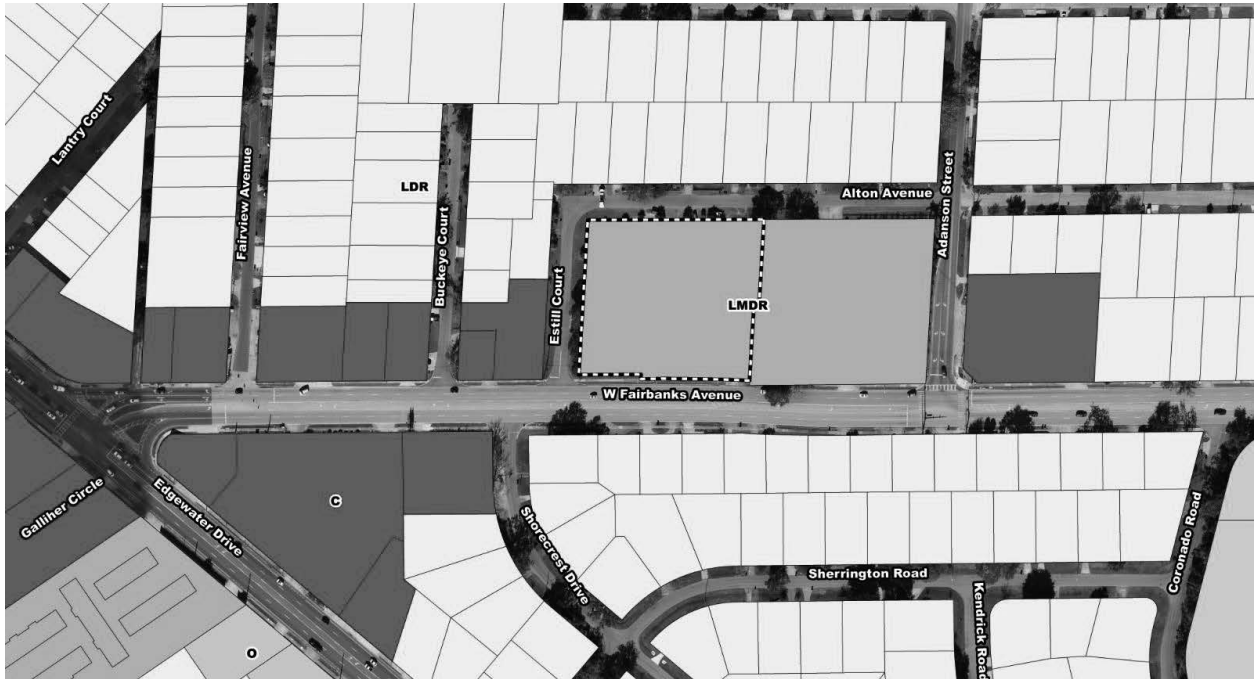 Lantry Court
Fairview Avenue
LDR
Buckeye Court
Estill Court
Alton Avenue
Adanson Street
LMDR
W Fairbanks Avenue
Galliher Circle
Edgewater Drive
C
Shorecrest Drive
Sherrington Road
Kendrick Road
Coronado Road
O